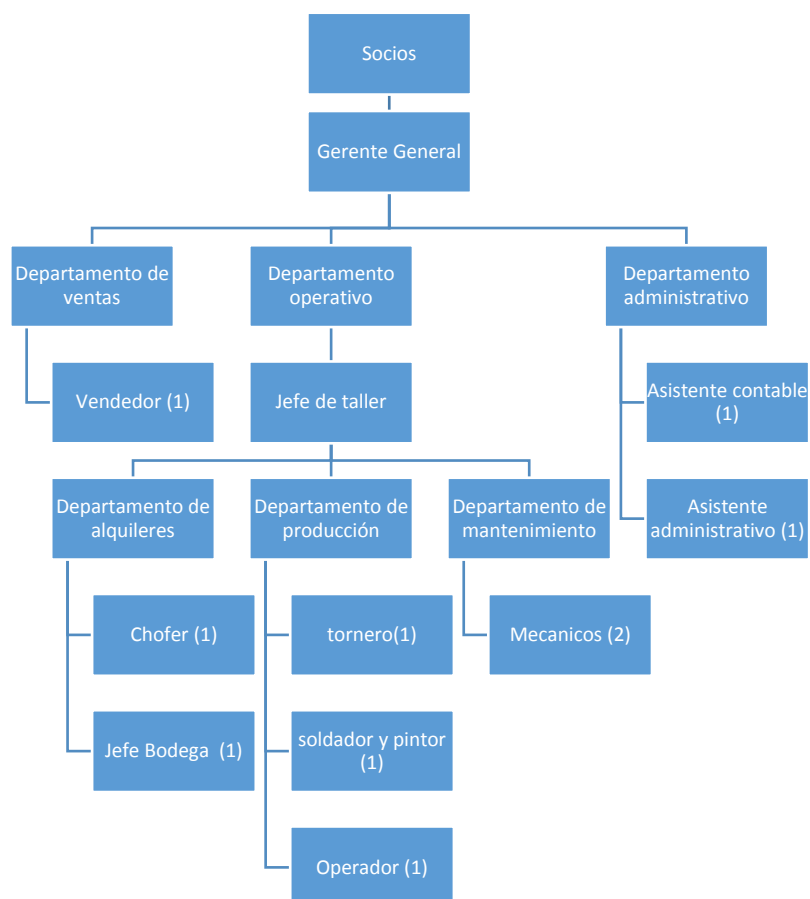 Socios
Gerente General
Departamento de
ventas
Departamento
operativo
Departamento
administrativo
Vendedor (1)
Jefe de taller
Asistente contable
(1)
Departamento de
alquileres
Departamento de
producción
Departamento de
mantenimiento
Asistente
administrativo (1)
Chofer (1)
tornero(1)
Mecanicos (2)
Jefe Bodega (1)
soldador y pintor
(1)
Operador (1)